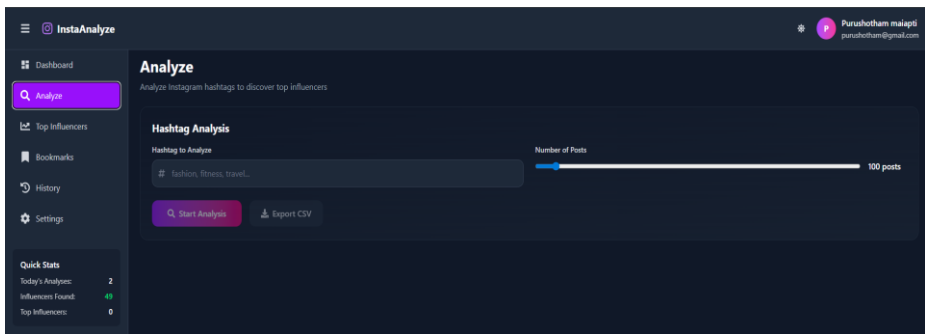 InstaAnalyze
Purushotham maiapti
P
purushotham@gmail.com
Dashboard
Analyze
Top Influencers
Bookmarks
History
Settings
Quick Stats
Today's Analyses: 2
Influencers Found: 49
Top Influencers: 0
Analyze
Analyze Instagram hashtags to discover top influencers
Hashtag Analysis
Hashtag to Analyze
# fashion, fitness, travel...
Number of Posts
100 posts
Start Analysis
Export CSV